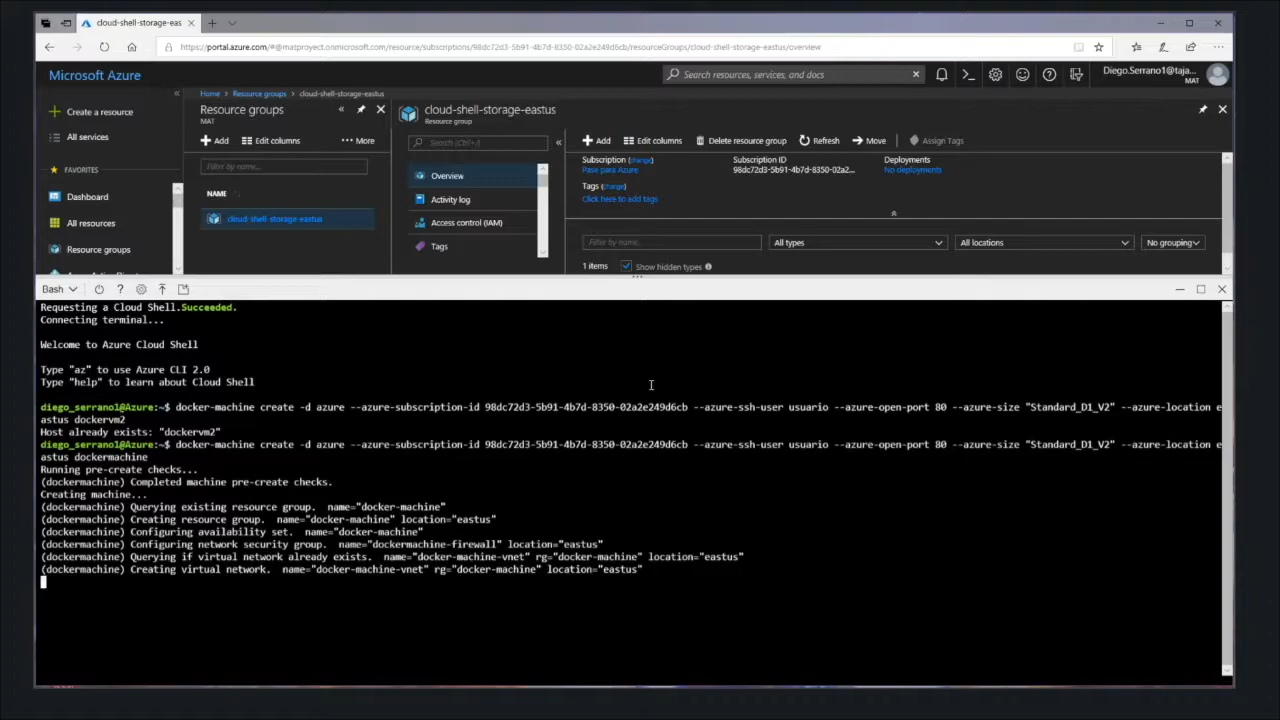 cloud-shell-storage-eas
https://portal.azure.com/#@matproyect.onmicrosoft.com/resource/subscriptions/98dc72d3-5b91-4b7d-8350-02a2e249d6cb/resourceGroups/cloud-shell-storage-eastus/overview
Microsoft Azure
Search resources, services, and docs
Diego.Serrano1@taja...
MAT
Create a resource
All services
FAVORITES
Dashboard
All resources
Resource groups
Home > Resource groups > cloud-shell-storage-eastus
Resource groups
MAT
Add
Edit columns
More
Filter by name...
NAME
cloud-shell-storage-eastus
cloud-shell-storage-eastus
Resource group
Search (Ctrl+/)
Overview
Activity log
Access control (IAM)
Tags
Add
Edit columns
Delete resource group
Refresh
Move
Assign Tags
Subscription (change)
Pase para Azure
Subscription ID
98dc72d3-5b91-4b7d-8350-02a2...
Deployments
No deployments
Tags (change)
Click here to add tags
Filter by name...
All types
All locations
No grouping
1 items
Show hidden types
Bash
Requesting a Cloud Shell.Succeeded.
Connecting terminal...
Welcome to Azure Cloud Shell
Type "az" to use Azure CLI 2.0
Type "help" to learn about Cloud Shell
diego_serrano1@Azure:~$ docker-machine create -d azure --azure-subscription-id 98dc72d3-5b91-4b7d-8350-02a2e249d6cb --azure-ssh-user usuario --azure-open-port 80 --azure-size "Standard_D1_V2" --azure-location e
astus dockervm2
Host already exists: "dockervm2"
diego_serrano1@Azure:~$ docker-machine create -d azure --azure-subscription-id 98dc72d3-5b91-4b7d-8350-02a2e249d6cb --azure-ssh-user usuario --azure-open-port 80 --azure-size "Standard_D1_V2" --azure-location e
astus dockermachine
Running pre-create checks...
(dockermachine) Completed machine pre-create checks.
Creating machine...
(dockermachine) Querying existing resource group.  name="docker-machine"
(dockermachine) Creating resource group.  name="docker-machine" location="eastus"
(dockermachine) Configuring availability set.  name="docker-machine"
(dockermachine) Configuring network security group.  name="dockermachine-firewall" location="eastus"
(dockermachine) Querying if virtual network already exists.  name="docker-machine-vnet" rg="docker-machine" location="eastus"
(dockermachine) Creating virtual network.  name="docker-machine-vnet" rg="docker-machine" location="eastus"